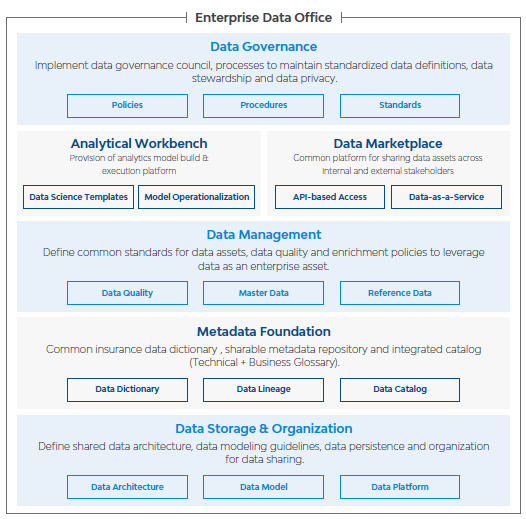 Enterprise Data Office
Data Governance
Implement data governance council, processes to maintain standardized data definitions, data
stewardship and data privacy.
Policies
Procedures
Standards
Analytical Workbench
Provision of analytics model build &
execution platform
Data Science Templates
Model Operationalization
Data Marketplace
Common platform for sharing data assets across
internal and external stakeholders
API-based Access
Data-as-a-Service
Data Management
Define common standards for data assets, data quality and enrichment policies to leverage
data as an enterprise asset.
Data Quality
Master Data
Reference Data
Metadata Foundation
Common insurance data dictionary , sharable metadata repository and integrated catalog
(Technical + Business Glossary).
Data Dictionary
Data Lineage
Data Catalog
Data Storage & Organization
Define shared data architecture, data modeling guidelines, data persistence and organization
for data sharing.
Data Architecture
Data Model
Data Platform